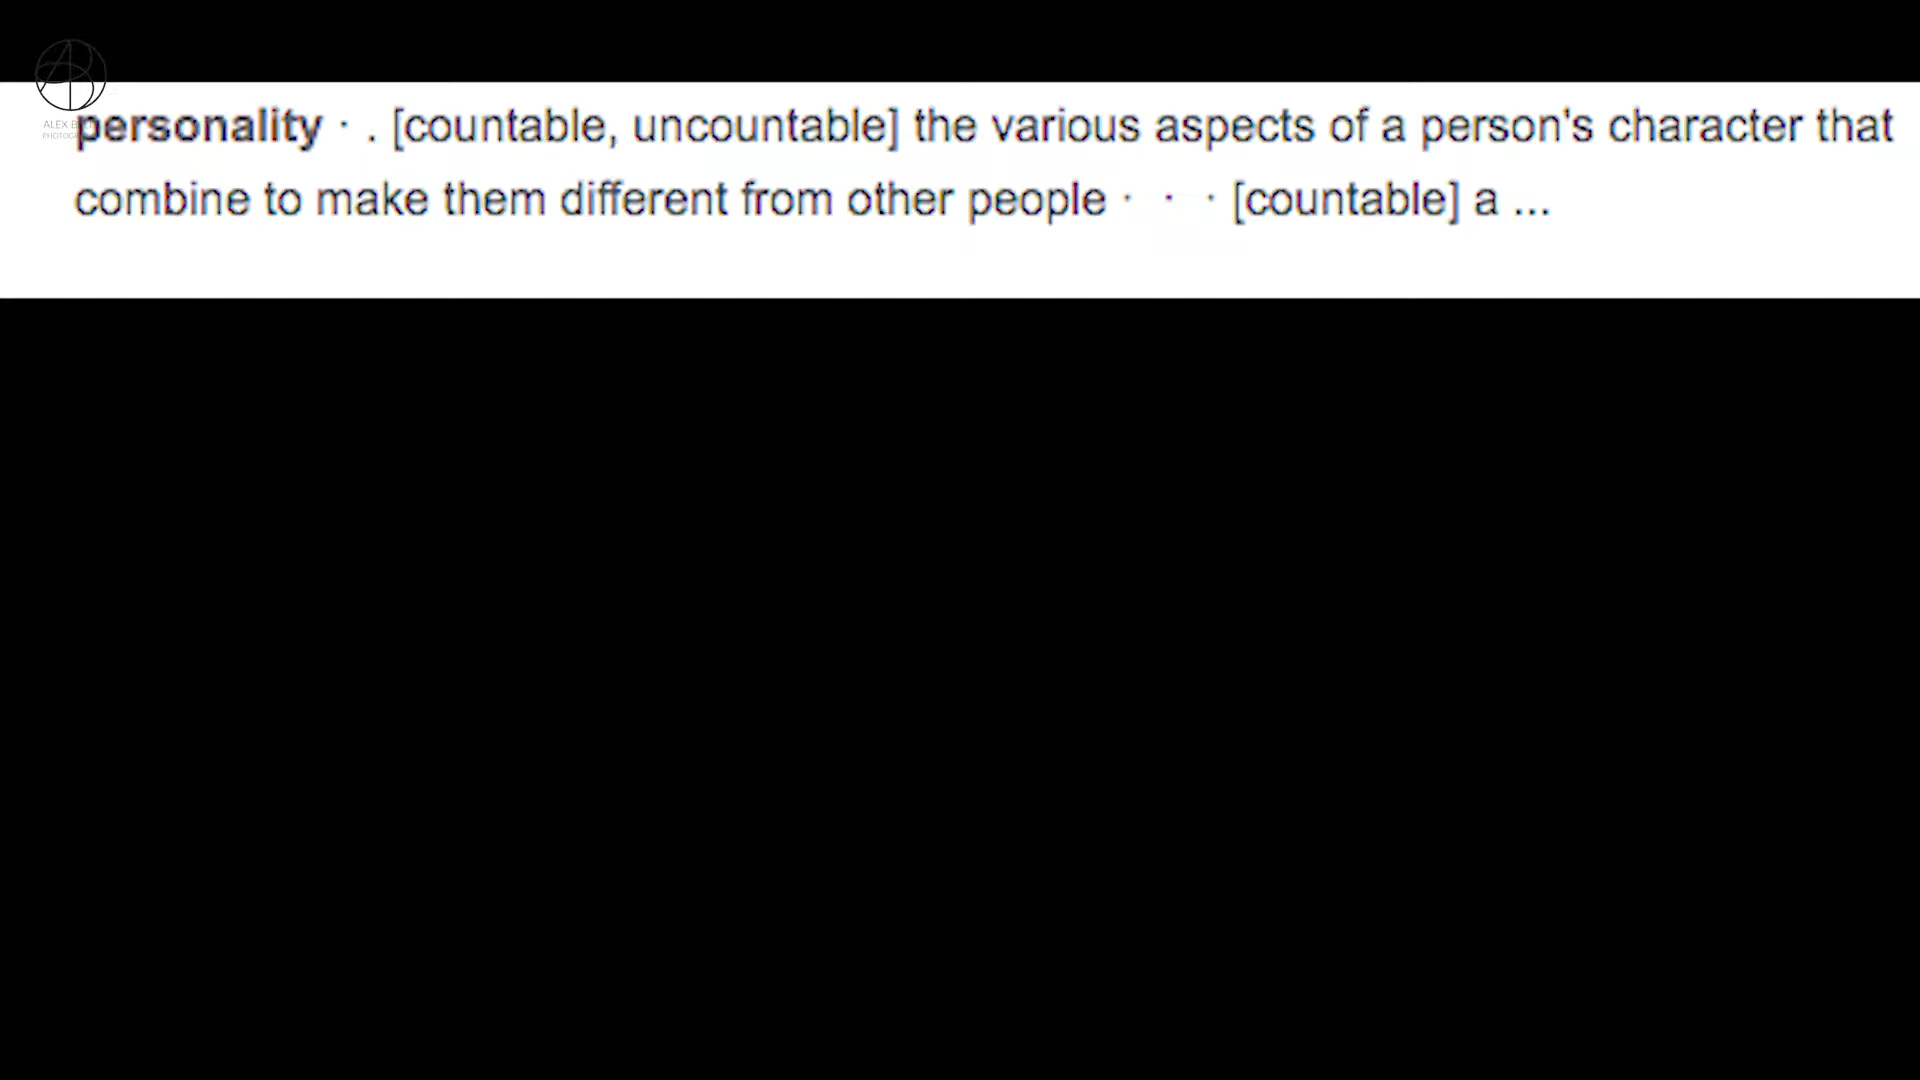 personality · . [countable, uncountable] the various aspects of a person's character that
combine to make them different from other people · · · [countable] a ...
ALEX